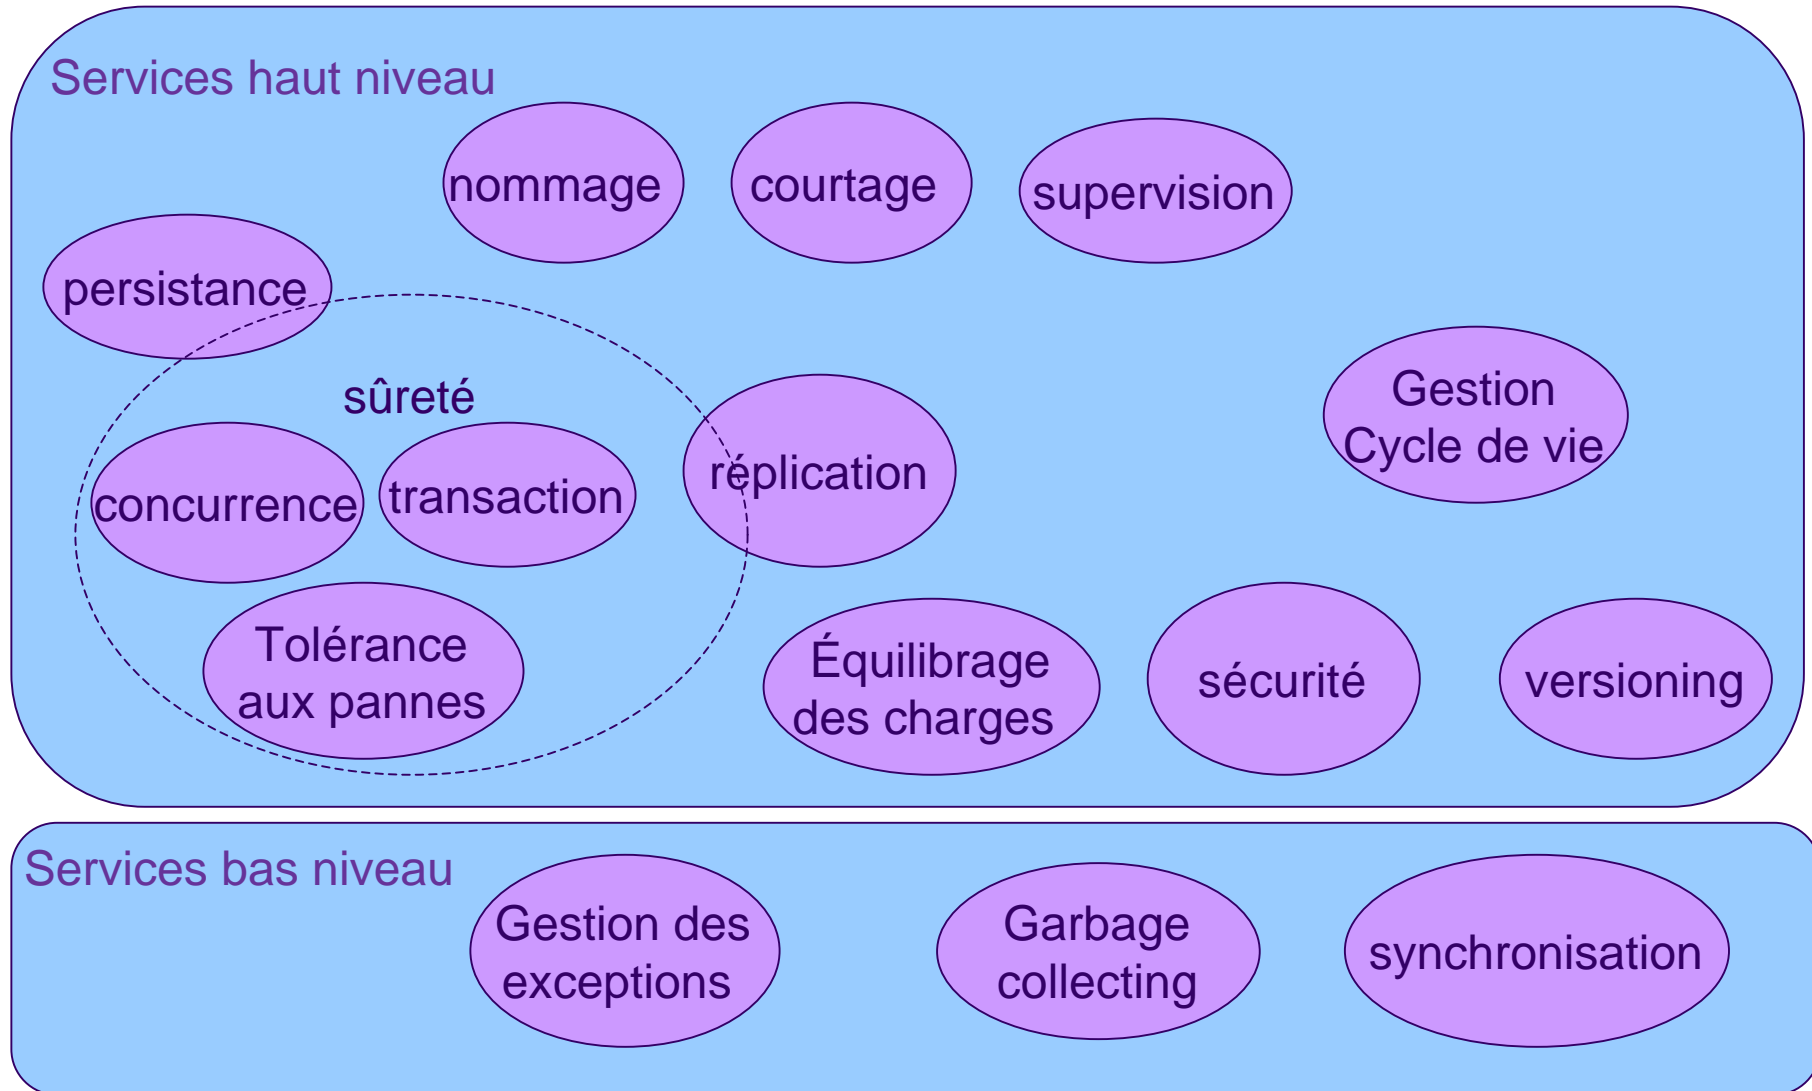 Services haut niveau
nommage
courtage
supervision
persistance
sûreté
Gestion
Cycle de vie
réplication
concurrence
transaction
Tolérance
aux pannes
Équilibrage
des charges
sécurité
versioning
Services bas niveau
Gestion des
exceptions
Garbage
collecting
synchronisation